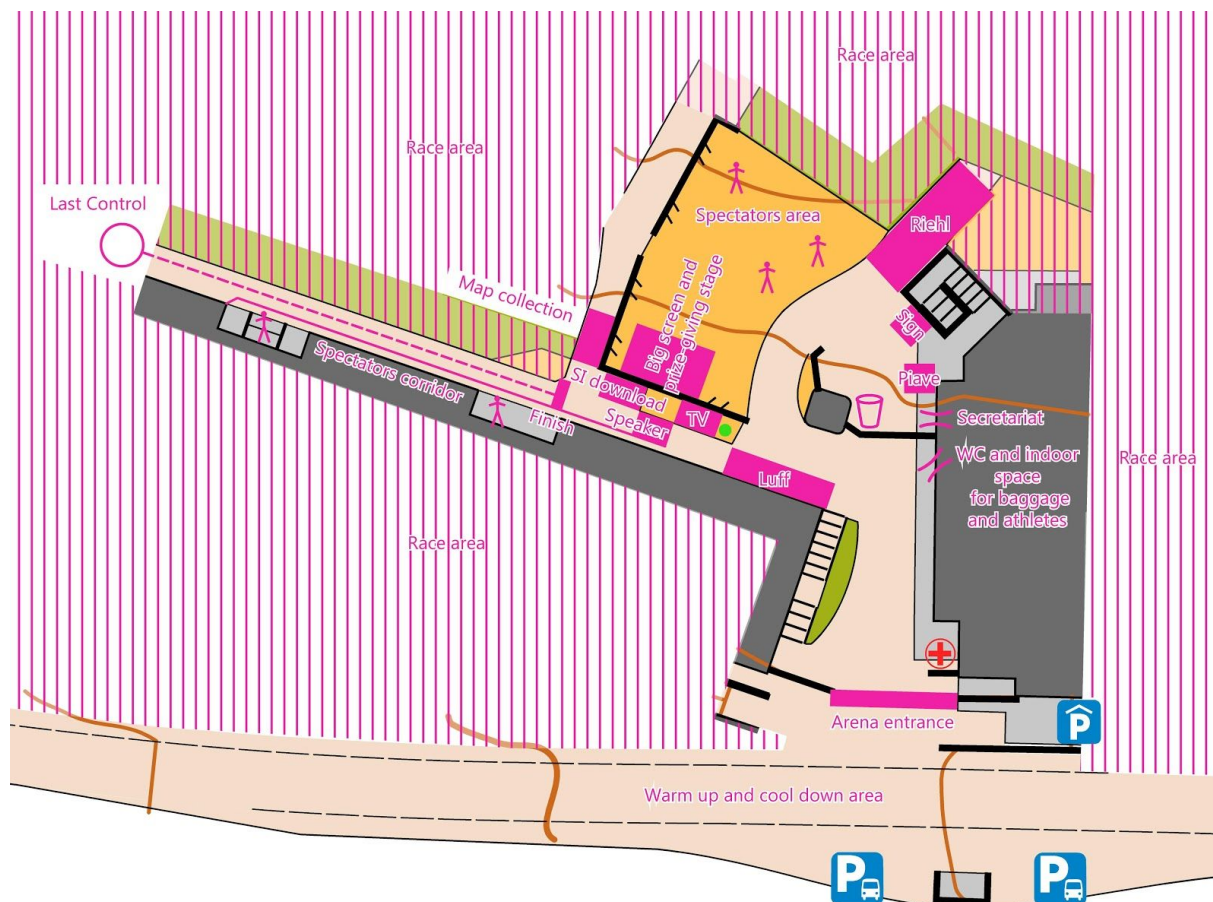 Race area
Race area
Last Control
Spectators area
Riehl
Map collection
Big screen and
prize-giving stage
Sign
SI download
Piave
Spectators corridor
Finish
Speaker
TV
Secretariat
WC and indoor
space
for baggage
and athletes
Race area
Luff
Race area
Arena entrance
P
Warm up and cool down area
P
P